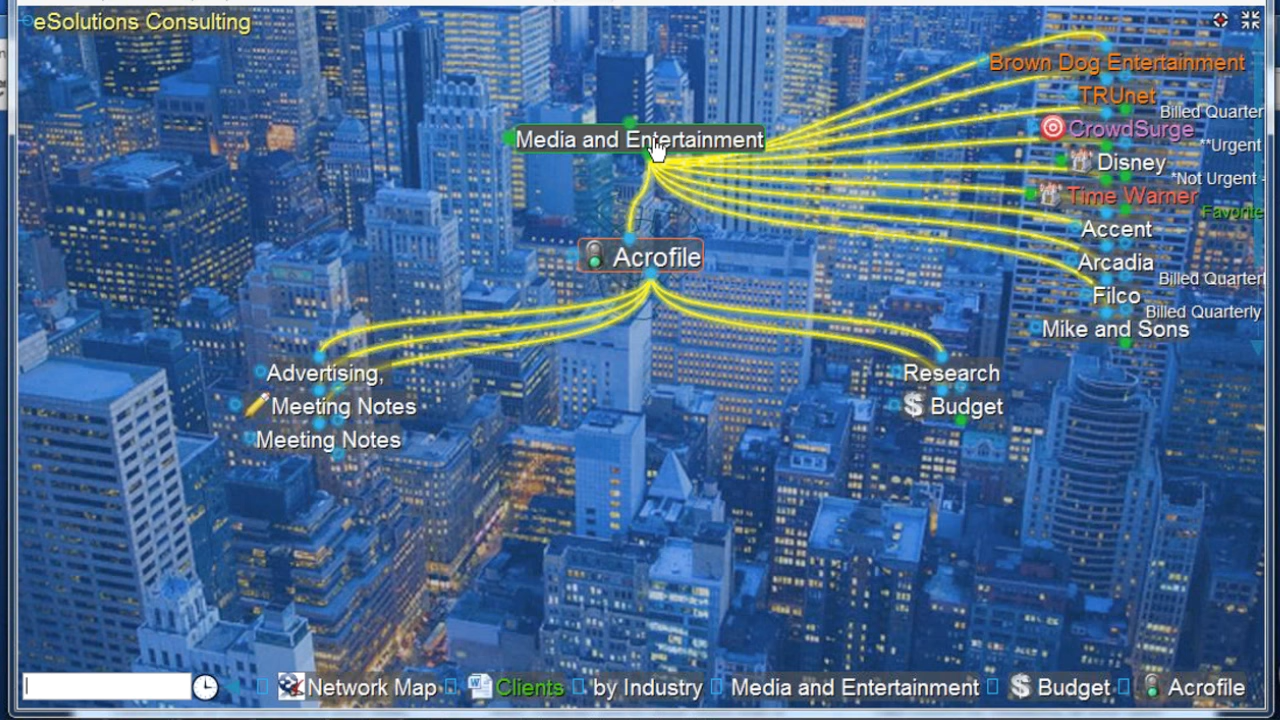 eSolutions Consulting
Media and Entertainment
Acrofile
Brown Dog Entertainment
TRUnet
Billed Quarter
CrowdSurge
**Urgent
Disney
*Not Urgent -
Time Warner
Favorite
Accent
Arcadia
Billed Quarterl
Filco
Billed Quarterly
Mike and Sons
Advertising,
Meeting Notes
Meeting Notes
Research
$ Budget
Network Map Clients by Industry Media and Entertainment $ Budget Acrofile